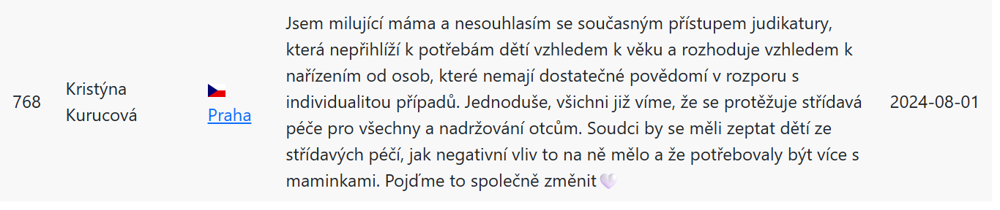 768
Kristýna
Kurucová
Praha
Jsem milující máma a nesouhlasím se současným přístupem judikatury,
která nepřihlíží k potřebám dětí vzhledem k věku a rozhoduje vzhledem k
nařízením od osob, které nemají dostatečné povědomí v rozporu s
individualitou případů. Jednoduše, všichni již víme, že se protěžuje střídavá
péče pro všechny a nadržování otcům. Soudci by se měli zeptat dětí ze
střídavých péčí, jak negativní vliv to na ně mělo a že potřebovaly být více s
maminkami. Pojďme to společně změnit🤍
2024-08-01